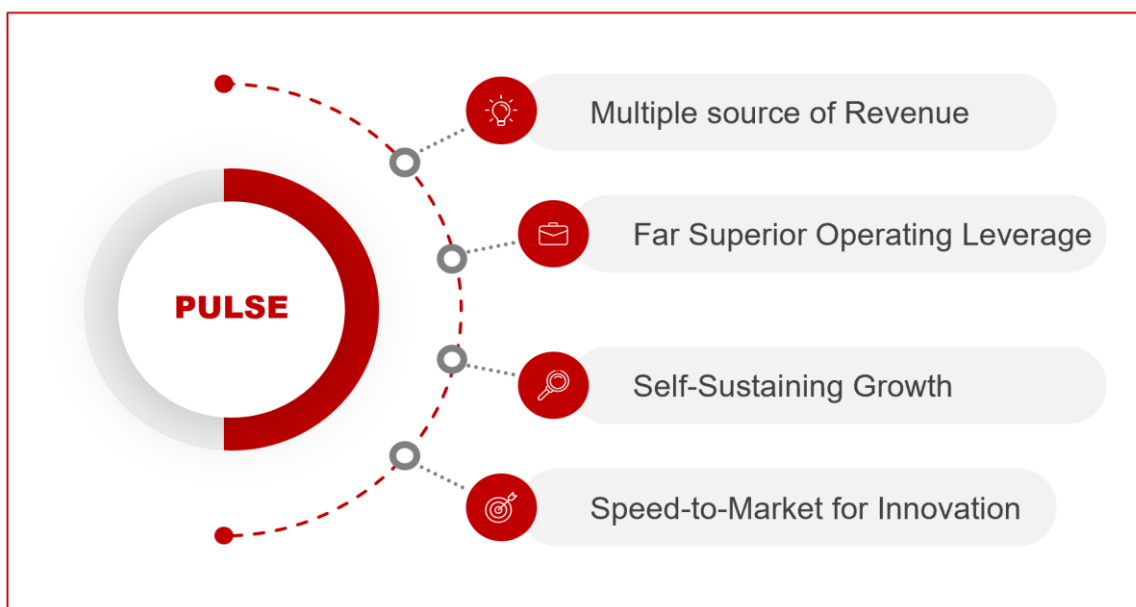 PULSE
Multiple source of Revenue
Far Superior Operating Leverage
Self-Sustaining Growth
Speed-to-Market for Innovation